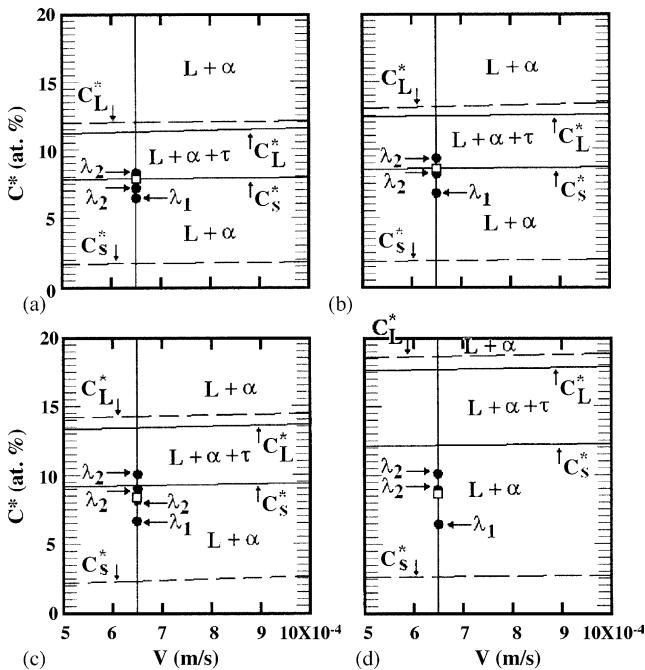 20
15
10
5
0
C* (at. %)
L + α
C*L↓
L + α + τ
↑C*L
λ2
λ2
λ1
↑C*s
L + α
C*s↓
(a)
L + α
C*L↓
L + α + τ
↑C*L
λ2
λ2
λ1
↑C*s
L + α
C*s↓
(b)
20
15
10
5
0
C* (at. %)
L + α
C*L↓
L + α + τ
↑C*L
λ2
λ2
λ2
λ1
↑C*s
L + α
C*s↓
5 6 7 8 9 10X10-4
V (m/s)
(c)
C*L↓
L + α
↑C*L
L + α + τ
λ2
λ2
λ1
↑C*s
L + α
C*s↓
5 6 7 8 9 10X10-4
V (m/s)
(d)